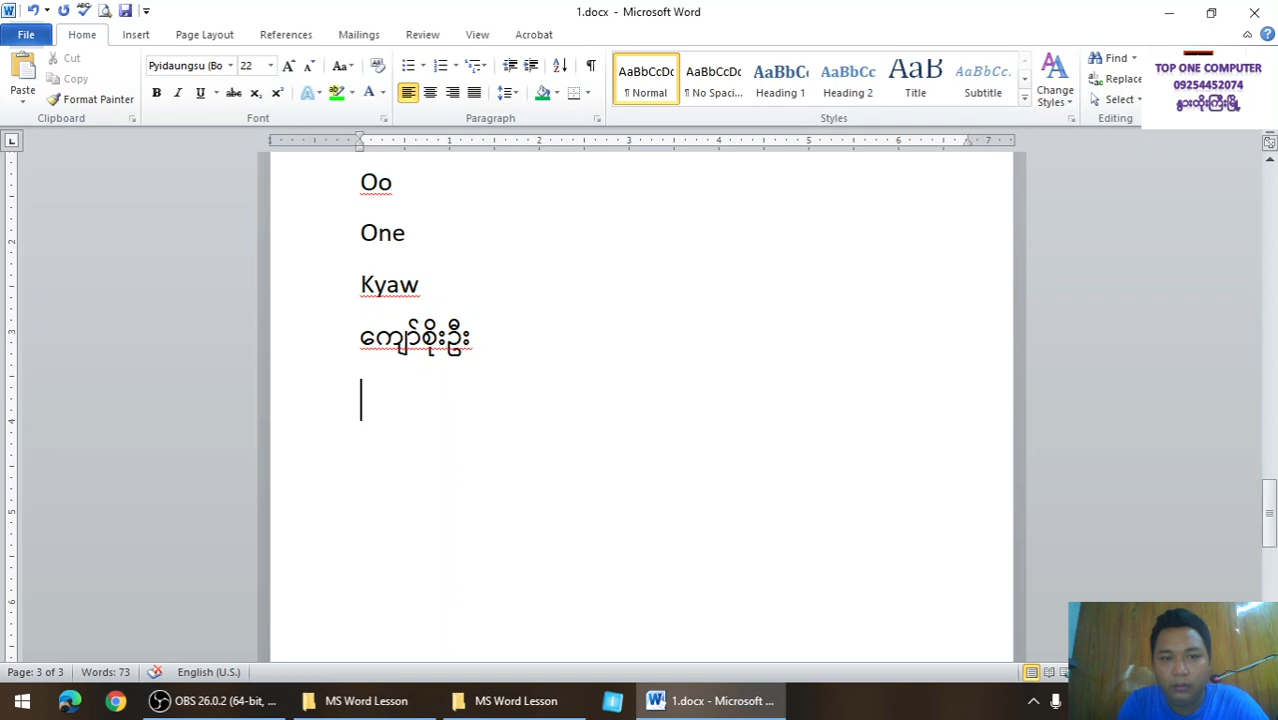 1.docx - Microsoft Word
File Home Insert Page Layout References Mailings Review View Acrobat
Paste
Cut
Copy
Format Painter
Clipboard
Pyidaungsu (Bo 22
Font
Paragraph
AaBbCcDc ¶ Normal
AaBbCcDc ¶ No Spaci...
AaBbC Heading 1
AaBbCc Heading 2
AaB Title
AaBbCc. Subtitle
Change Styles
Styles
Find
Replace
Select
Editing
TOP ONE COMPUTER
09254452074
နွားထိုးကြီးမြို့
Oo
One
Kyaw
ကျော်စိုးဦး
Page: 3 of 3 Words: 73 English (U.S.)
OBS 26.0.2 (64-bit, ... MS Word Lesson MS Word Lesson 1.docx - Microsoft ...